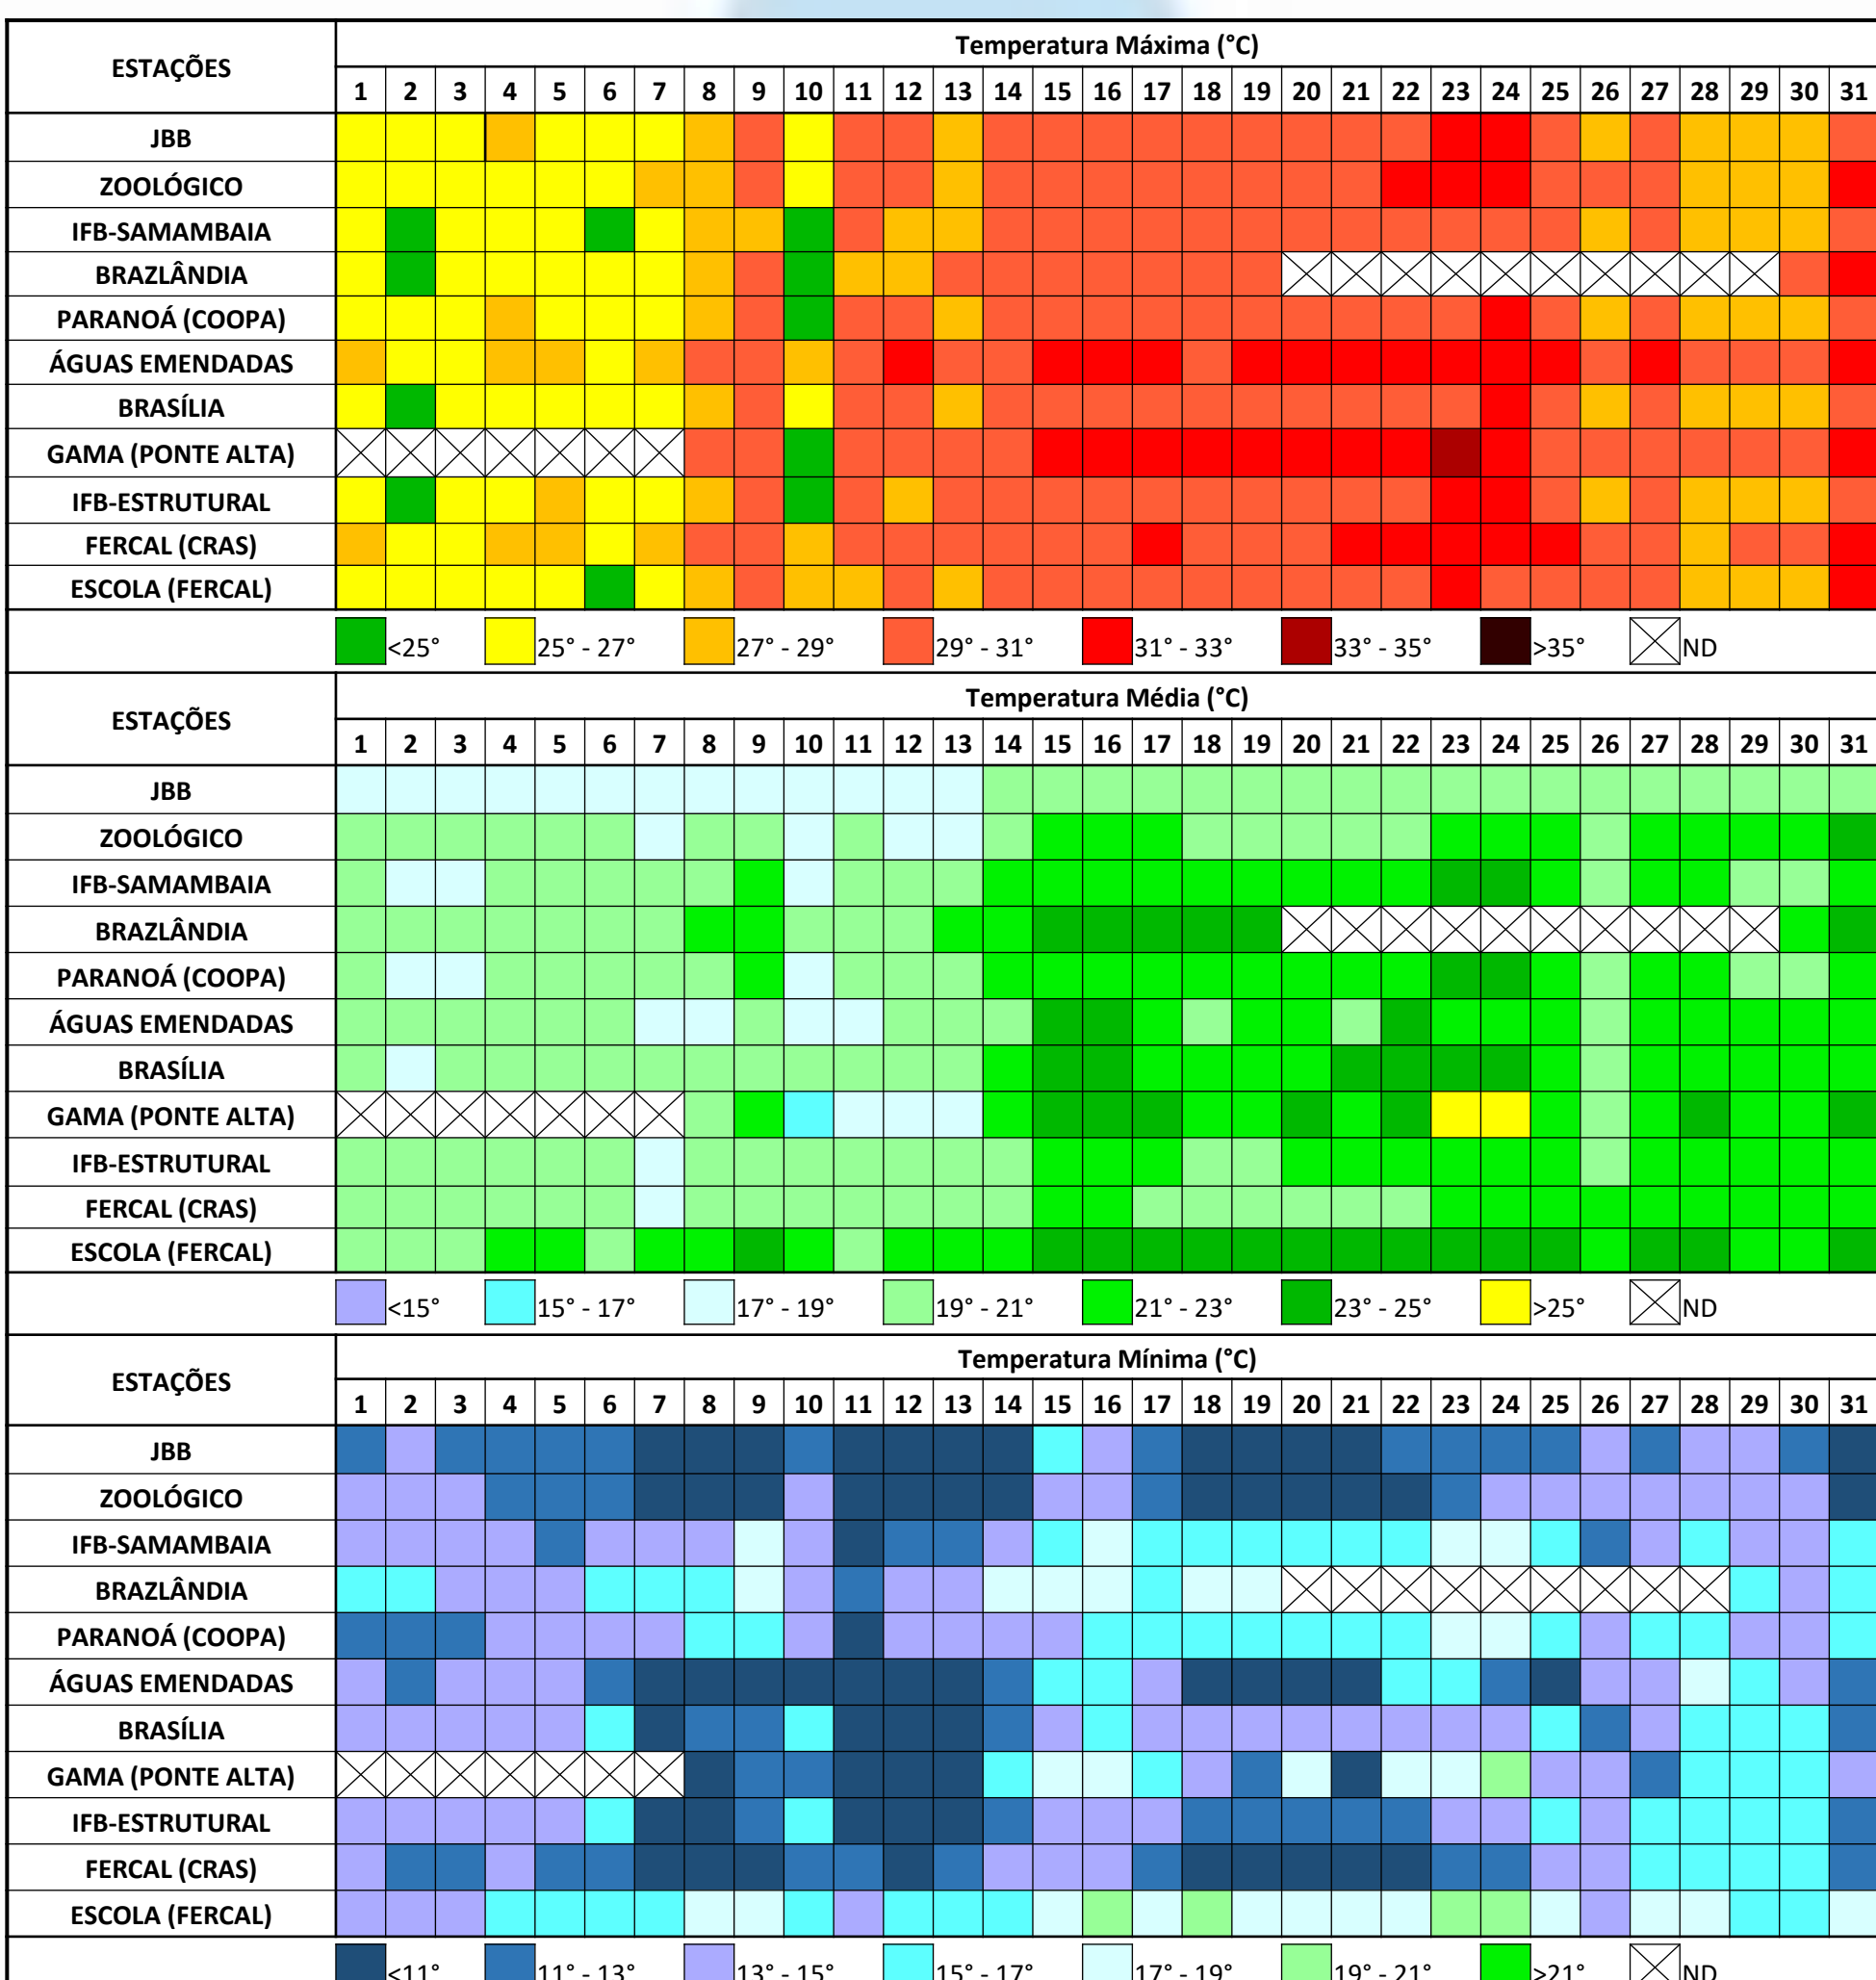 ESTAÇÕES Temperatura Máxima (°C)
1 2 3 4 5 6 7 8 9 10 11 12 13 14 15 16 17 18 19 20 21 22 23 24 25 26 27 28 29 30 31
JBB
ZOOLÓGICO
IFB-SAMAMBAIA
BRAZLÂNDIA
PARANOÁ (COOPA)
ÁGUAS EMENDADAS
BRASÍLIA
GAMA (PONTE ALTA)
IFB-ESTRUTURAL
FERCAL (CRAS)
ESCOLA (FERCAL)
<25° 25° - 27° 27° - 29° 29° - 31° 31° - 33° 33° - 35° >35° ND
ESTAÇÕES Temperatura Média (°C)
1 2 3 4 5 6 7 8 9 10 11 12 13 14 15 16 17 18 19 20 21 22 23 24 25 26 27 28 29 30 31
JBB
ZOOLÓGICO
IFB-SAMAMBAIA
BRAZLÂNDIA
PARANOÁ (COOPA)
ÁGUAS EMENDADAS
BRASÍLIA
GAMA (PONTE ALTA)
IFB-ESTRUTURAL
FERCAL (CRAS)
ESCOLA (FERCAL)
<15° 15° - 17° 17° - 19° 19° - 21° 21° - 23° 23° - 25° >25° ND
ESTAÇÕES Temperatura Mínima (°C)
1 2 3 4 5 6 7 8 9 10 11 12 13 14 15 16 17 18 19 20 21 22 23 24 25 26 27 28 29 30 31
JBB
ZOOLÓGICO
IFB-SAMAMBAIA
BRAZLÂNDIA
PARANOÁ (COOPA)
ÁGUAS EMENDADAS
BRASÍLIA
GAMA (PONTE ALTA)
IFB-ESTRUTURAL
FERCAL (CRAS)
ESCOLA (FERCAL)
<11° 11° - 13° 13° - 15° 15° - 17° 17° - 19° 19° - 21° >21° ND